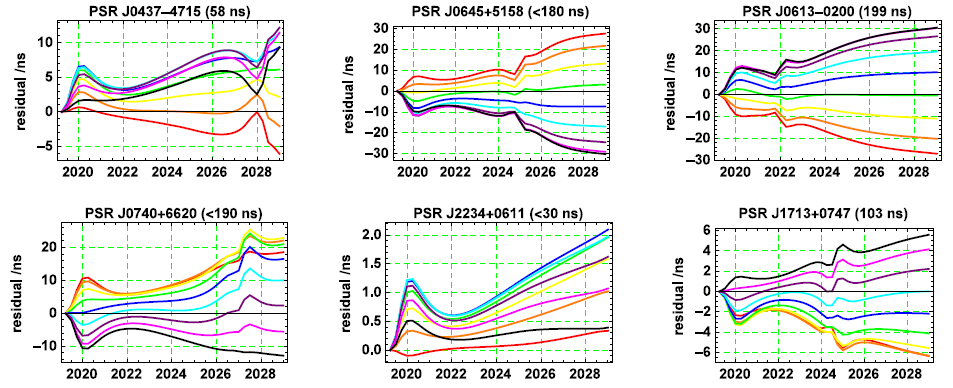 PSR J0437–4715 (58 ns)
residual /ns
10
5
0
−5
2020 2022 2024 2026 2028
PSR J0645+5158 (<180 ns)
residual /ns
30
20
10
0
−10
−20
−30
2020 2022 2024 2026 2028
PSR J0613–0200 (199 ns)
residual /ns
30
20
10
0
−10
−20
−30
2020 2022 2024 2026 2028
PSR J0740+6620 (<190 ns)
residual /ns
20
10
0
−10
2020 2022 2024 2026 2028
PSR J2234+0611 (<30 ns)
residual /ns
2.0
1.5
1.0
0.5
0.0
2020 2022 2024 2026 2028
PSR J1713+0747 (103 ns)
residual /ns
6
4
2
0
−2
−4
−6
2020 2022 2024 2026 2028